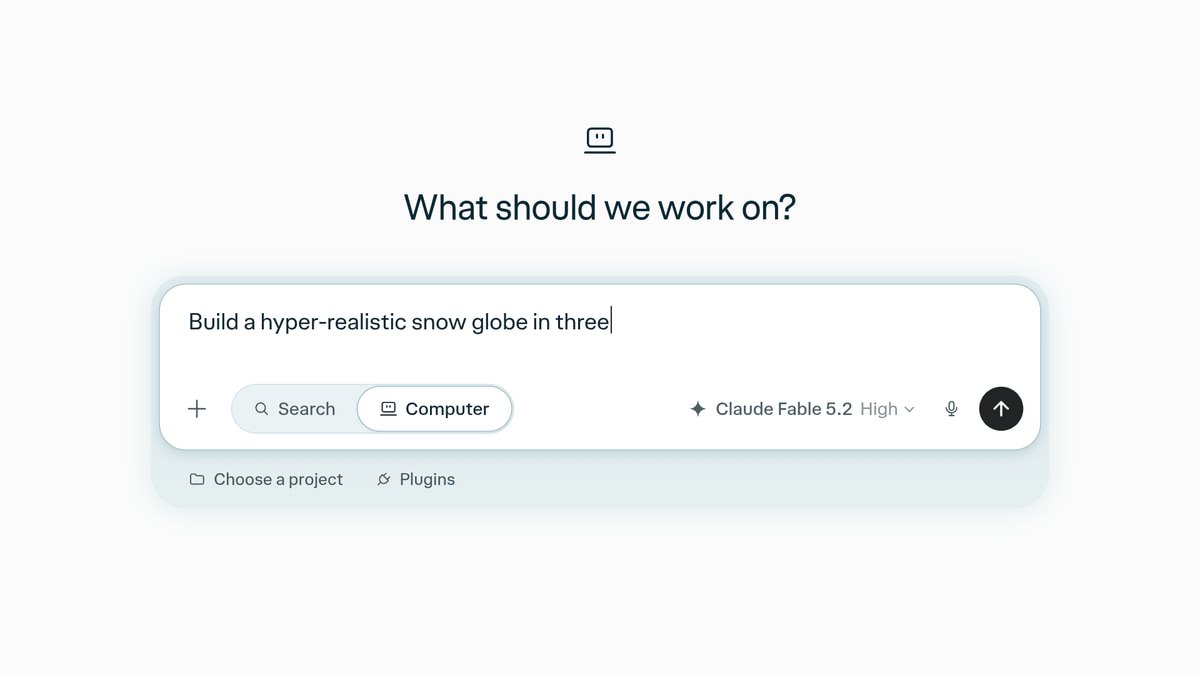 What should we work on?
Build a hyper-realistic snow globe in three
Search Computer Claude Fable 5.2 High
Choose a project Plugins